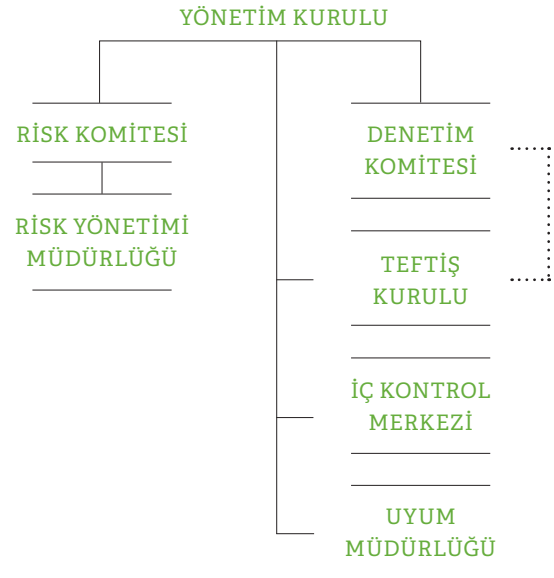 YÖNETİM KURULU
RİSK KOMİTESİ
RİSK YÖNETİMİ
MÜDÜRLÜĞÜ
DENETİM
KOMİTESİ
TEFTİŞ
KURULU
İÇ KONTROL
MERKEZİ
UYUM
MÜDÜRLÜĞÜ